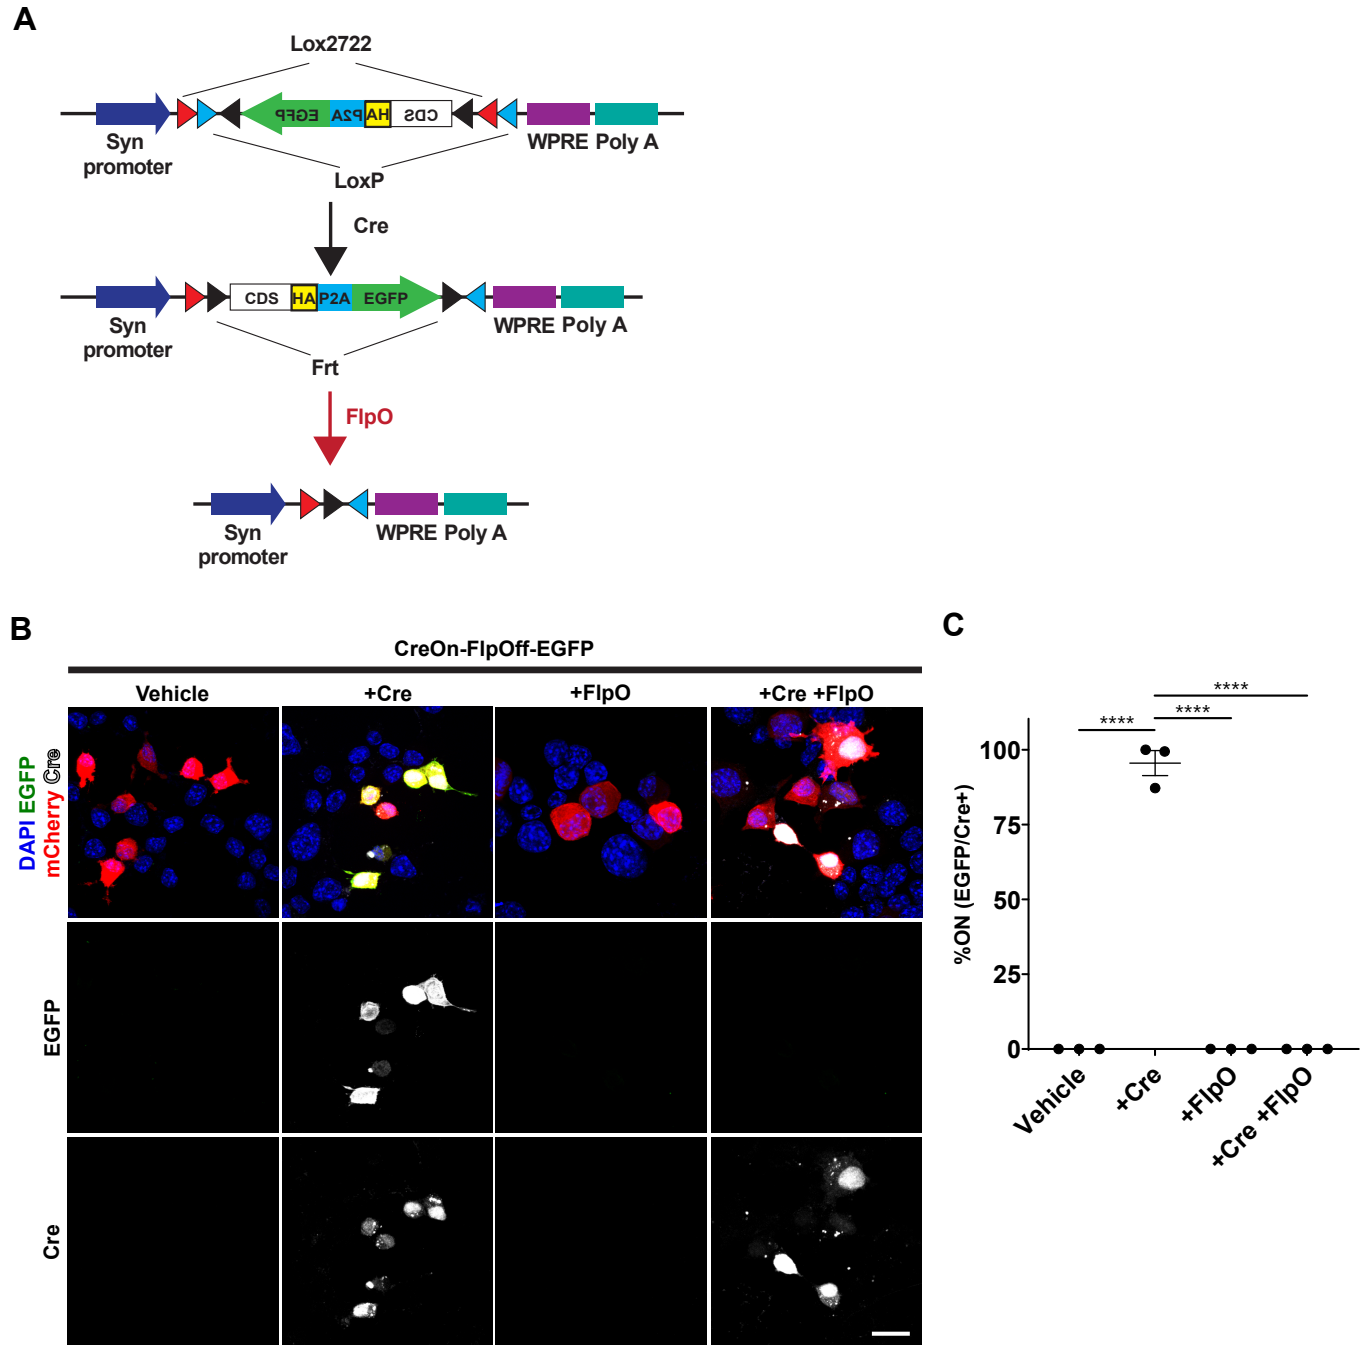 A
Lox2722
EGFP P2A HA CDS
Syn
promoter
WPRE Poly A
LoxP
Cre
CDS HA P2A EGFP
Syn
promoter
WPRE Poly A
Frt
FlpO
Syn
promoter
WPRE Poly A
B
CreOn-FlpOff-EGFP
Vehicle +Cre +FlpO +Cre +FlpO
DAPI EGFP
mCherry Cre
EGFP
Cre
C
%ON (EGFP/Cre+)
100
75
50
25
0
****
****
****
Vehicle
+Cre
+FlpO
+Cre +FlpO